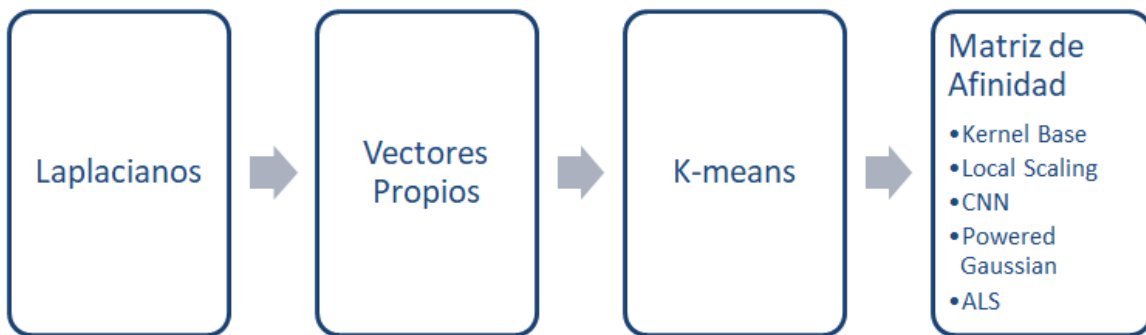 Laplacianos
Vectores
Propios
K-means
Matriz de
Afinidad
•Kernel Base
•Local Scaling
•CNN
•Powered
Gaussian
•ALS